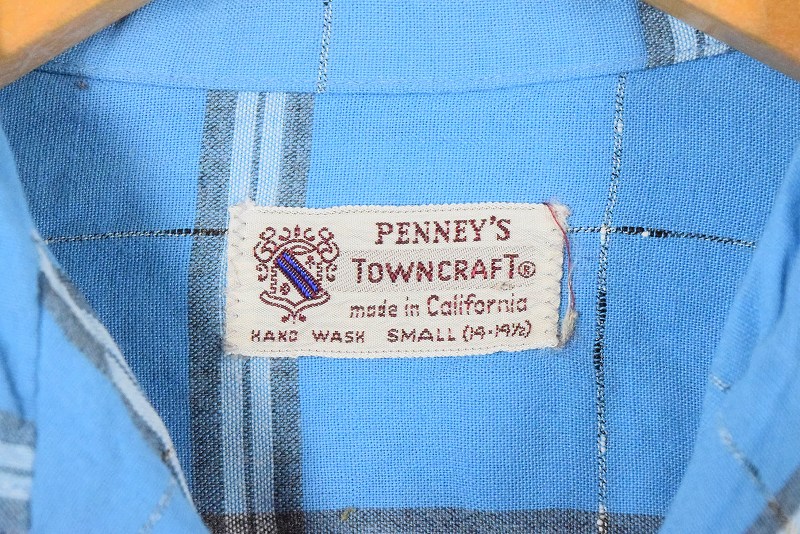 PENNEY'S
TOWNCRAFT®
made in California
HAND WASH SMALL (14-14½)